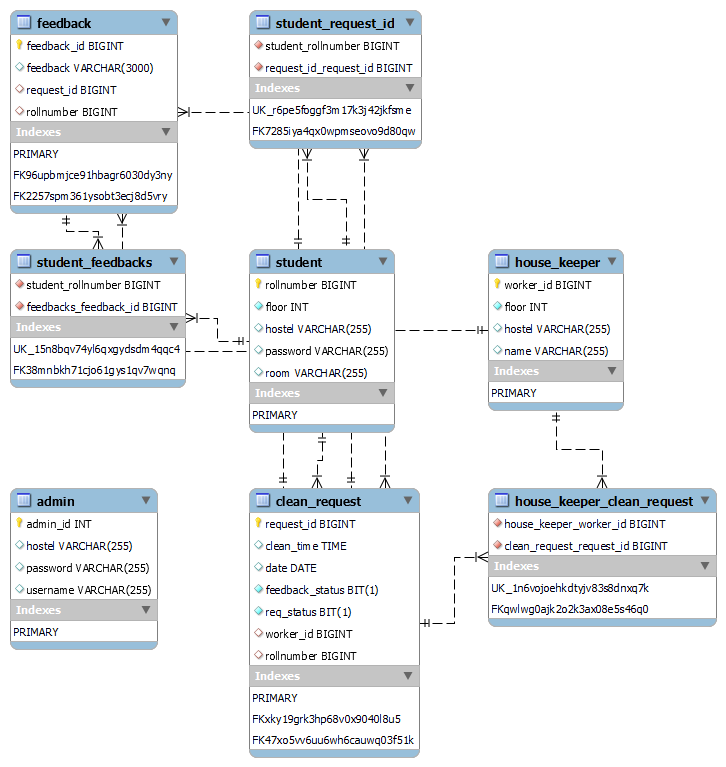 feedback
feedback_id BIGINT
feedback VARCHAR(3000)
request_id BIGINT
rollnumber BIGINT
Indexes
PRIMARY
FK96upbmjce91hbagr6030dy3ny
FK2257spm361ysobt3ecj8d5vry
student_request_id
student_rollnumber BIGINT
request_id_request_id BIGINT
Indexes
UK_r6pe5foggf3m17k3j42jkfsme
FK7285iya4qx0wpmseovo9d80qw
student_feedbacks
student_rollnumber BIGINT
feedbacks_feedback_id BIGINT
Indexes
UK_15n8bqv74yl6qxgydsdm4qqc4
FK38mnbkh71cjo61gys1qv7wqnq
student
rollnumber BIGINT
floor INT
hostel VARCHAR(255)
password VARCHAR(255)
room VARCHAR(255)
Indexes
PRIMARY
house_keeper
worker_id BIGINT
floor INT
hostel VARCHAR(255)
name VARCHAR(255)
Indexes
PRIMARY
admin
admin_id INT
hostel VARCHAR(255)
password VARCHAR(255)
username VARCHAR(255)
Indexes
PRIMARY
clean_request
request_id BIGINT
clean_time TIME
date DATE
feedback_status BIT(1)
req_status BIT(1)
worker_id BIGINT
rollnumber BIGINT
Indexes
PRIMARY
FKxky19grk3hp68v0x9040l8u5
FK47xo5vv6uu6wh6cauwq03f51k
house_keeper_clean_request
house_keeper_worker_id BIGINT
clean_request_request_id BIGINT
Indexes
UK_1n6vojoehkdtyjv83s8dnxq7k
FKqwlwg0ajk2o2k3ax08e5s46q0